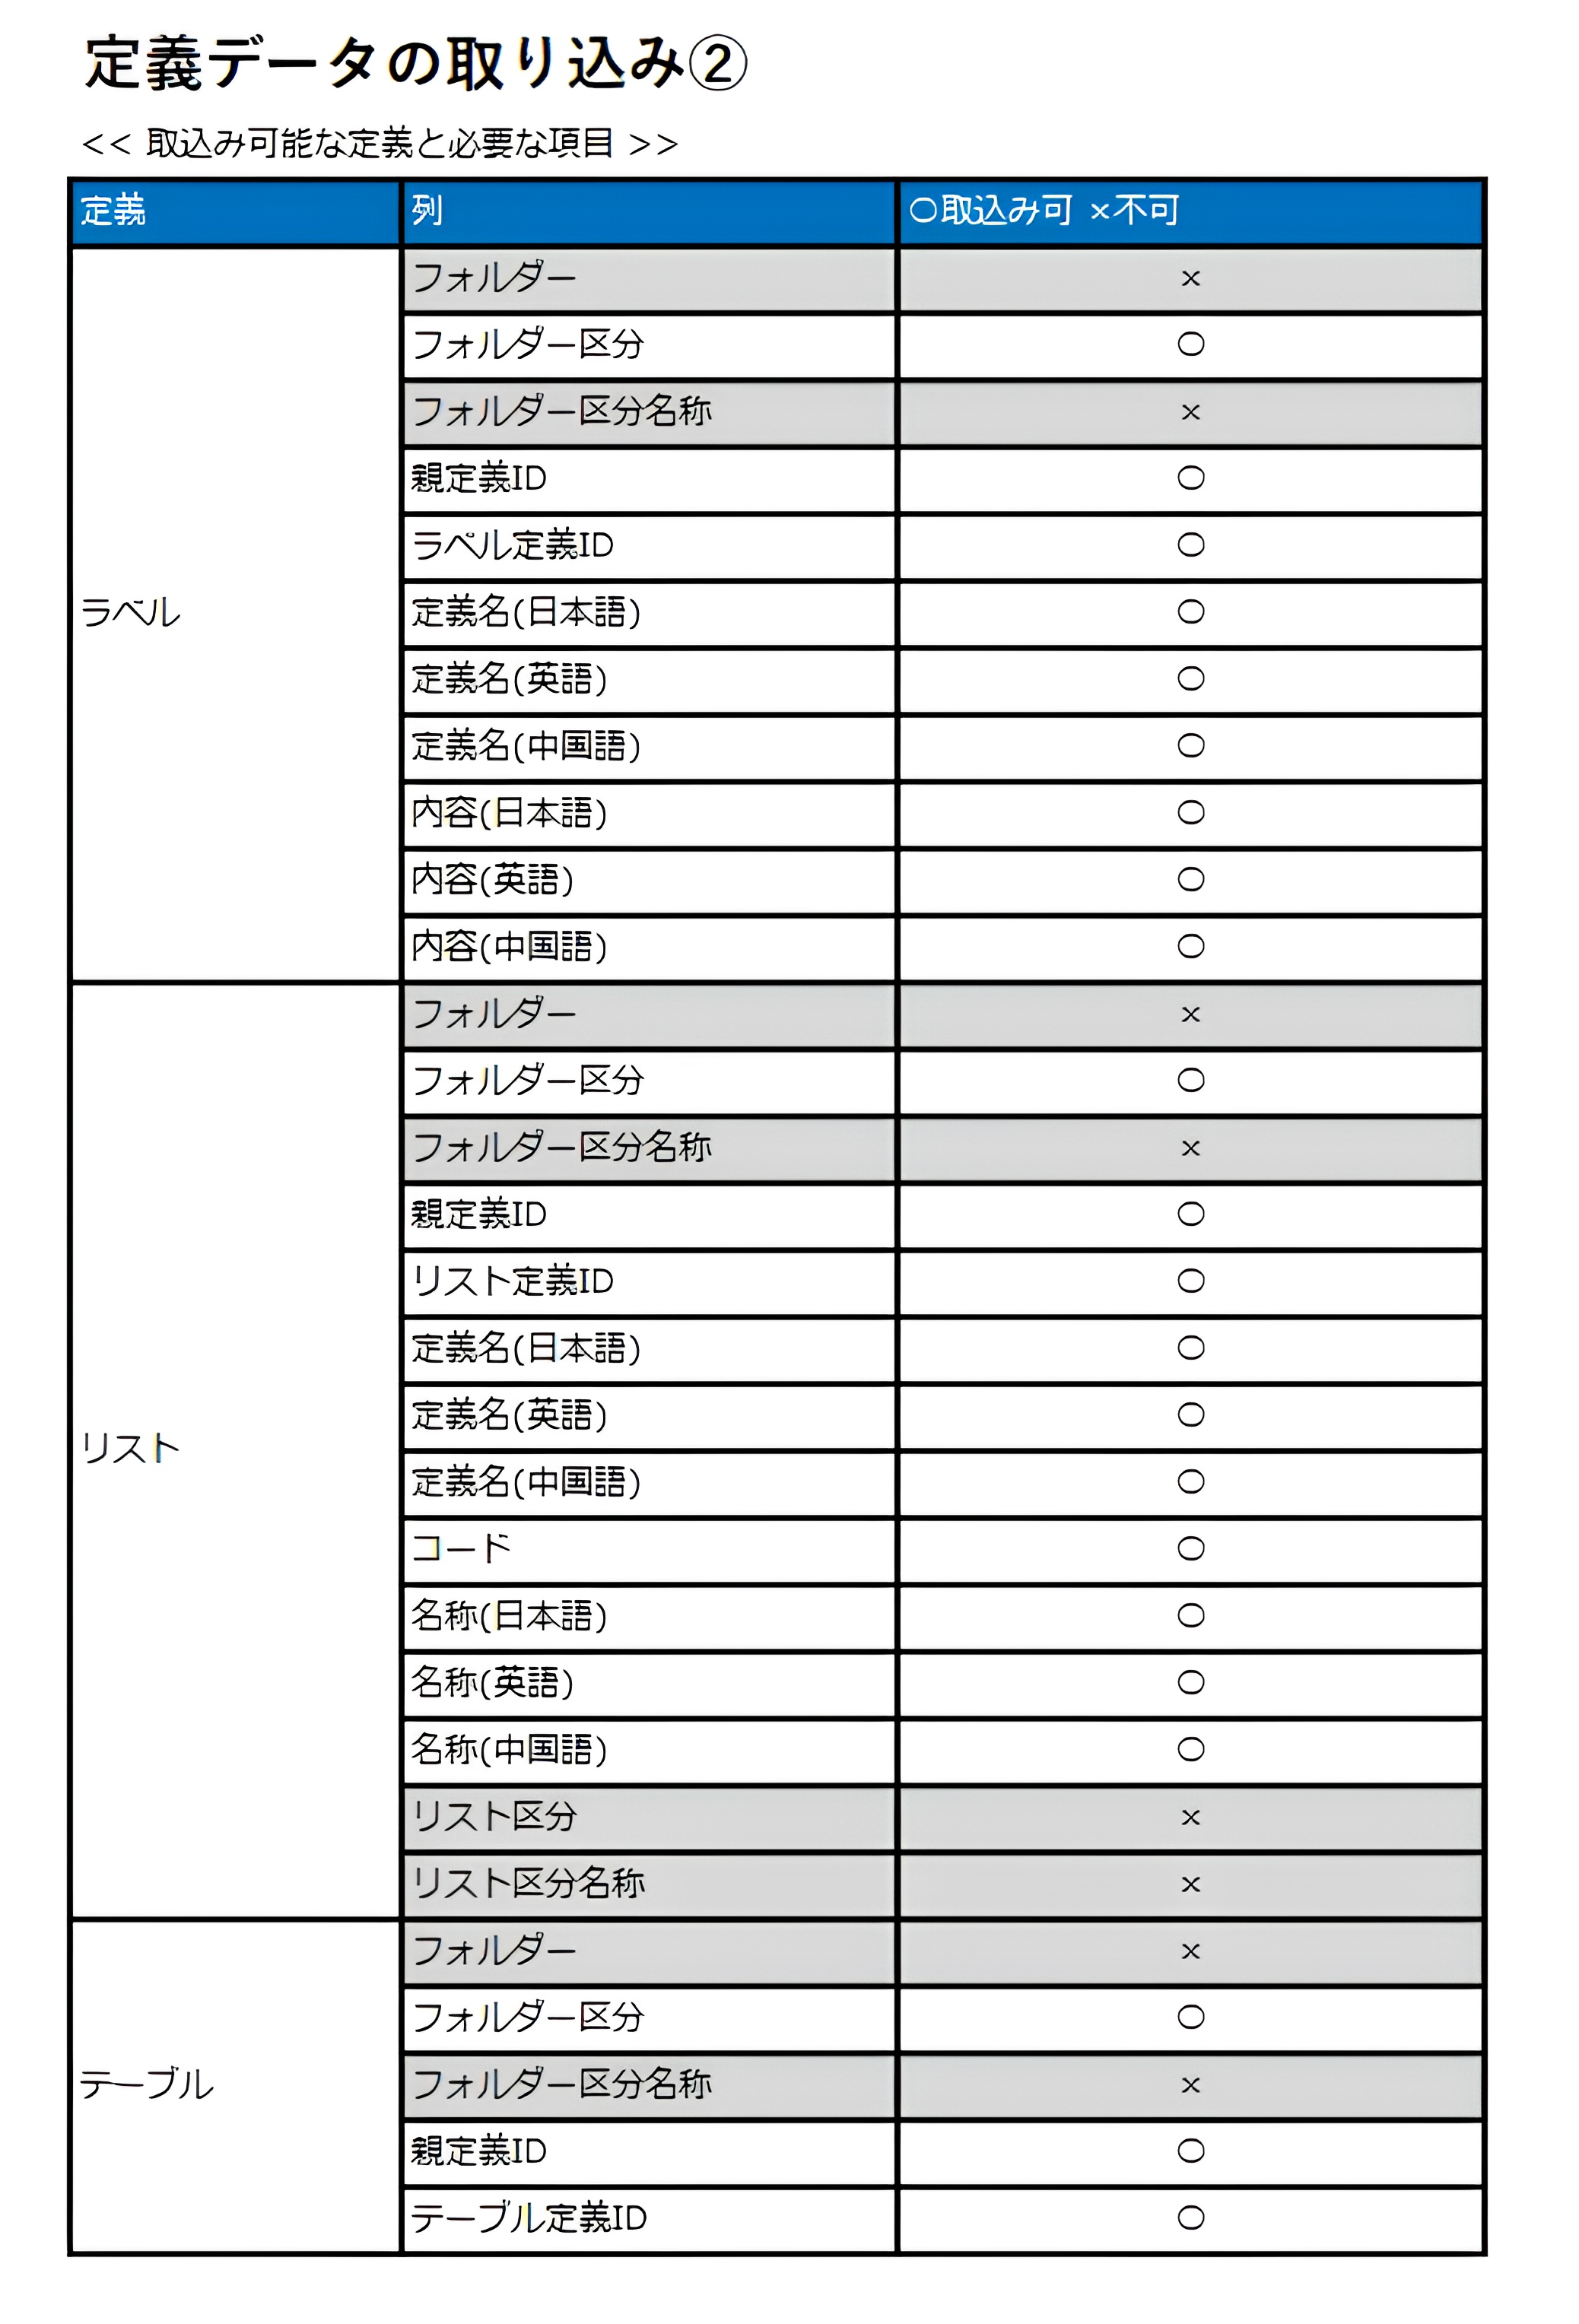 定義データの取り込み②
<< 取込み可能な定義と必要な項目 >>
定義 列 ○取込み可 ×不可
ラベル
フォルダー ×
フォルダー区分 ○
フォルダー区分名称 ×
親定義ID ○
ラベル定義ID ○
定義名(日本語) ○
定義名(英語) ○
定義名(中国語) ○
内容(日本語) ○
内容(英語) ○
内容(中国語) ○
リスト
フォルダー ×
フォルダー区分 ○
フォルダー区分名称 ×
親定義ID ○
リスト定義ID ○
定義名(日本語) ○
定義名(英語) ○
定義名(中国語) ○
コード ○
名称(日本語) ○
名称(英語) ○
名称(中国語) ○
リスト区分 ×
リスト区分名称 ×
テーブル
フォルダー ×
フォルダー区分 ○
フォルダー区分名称 ×
親定義ID ○
テーブル定義ID ○